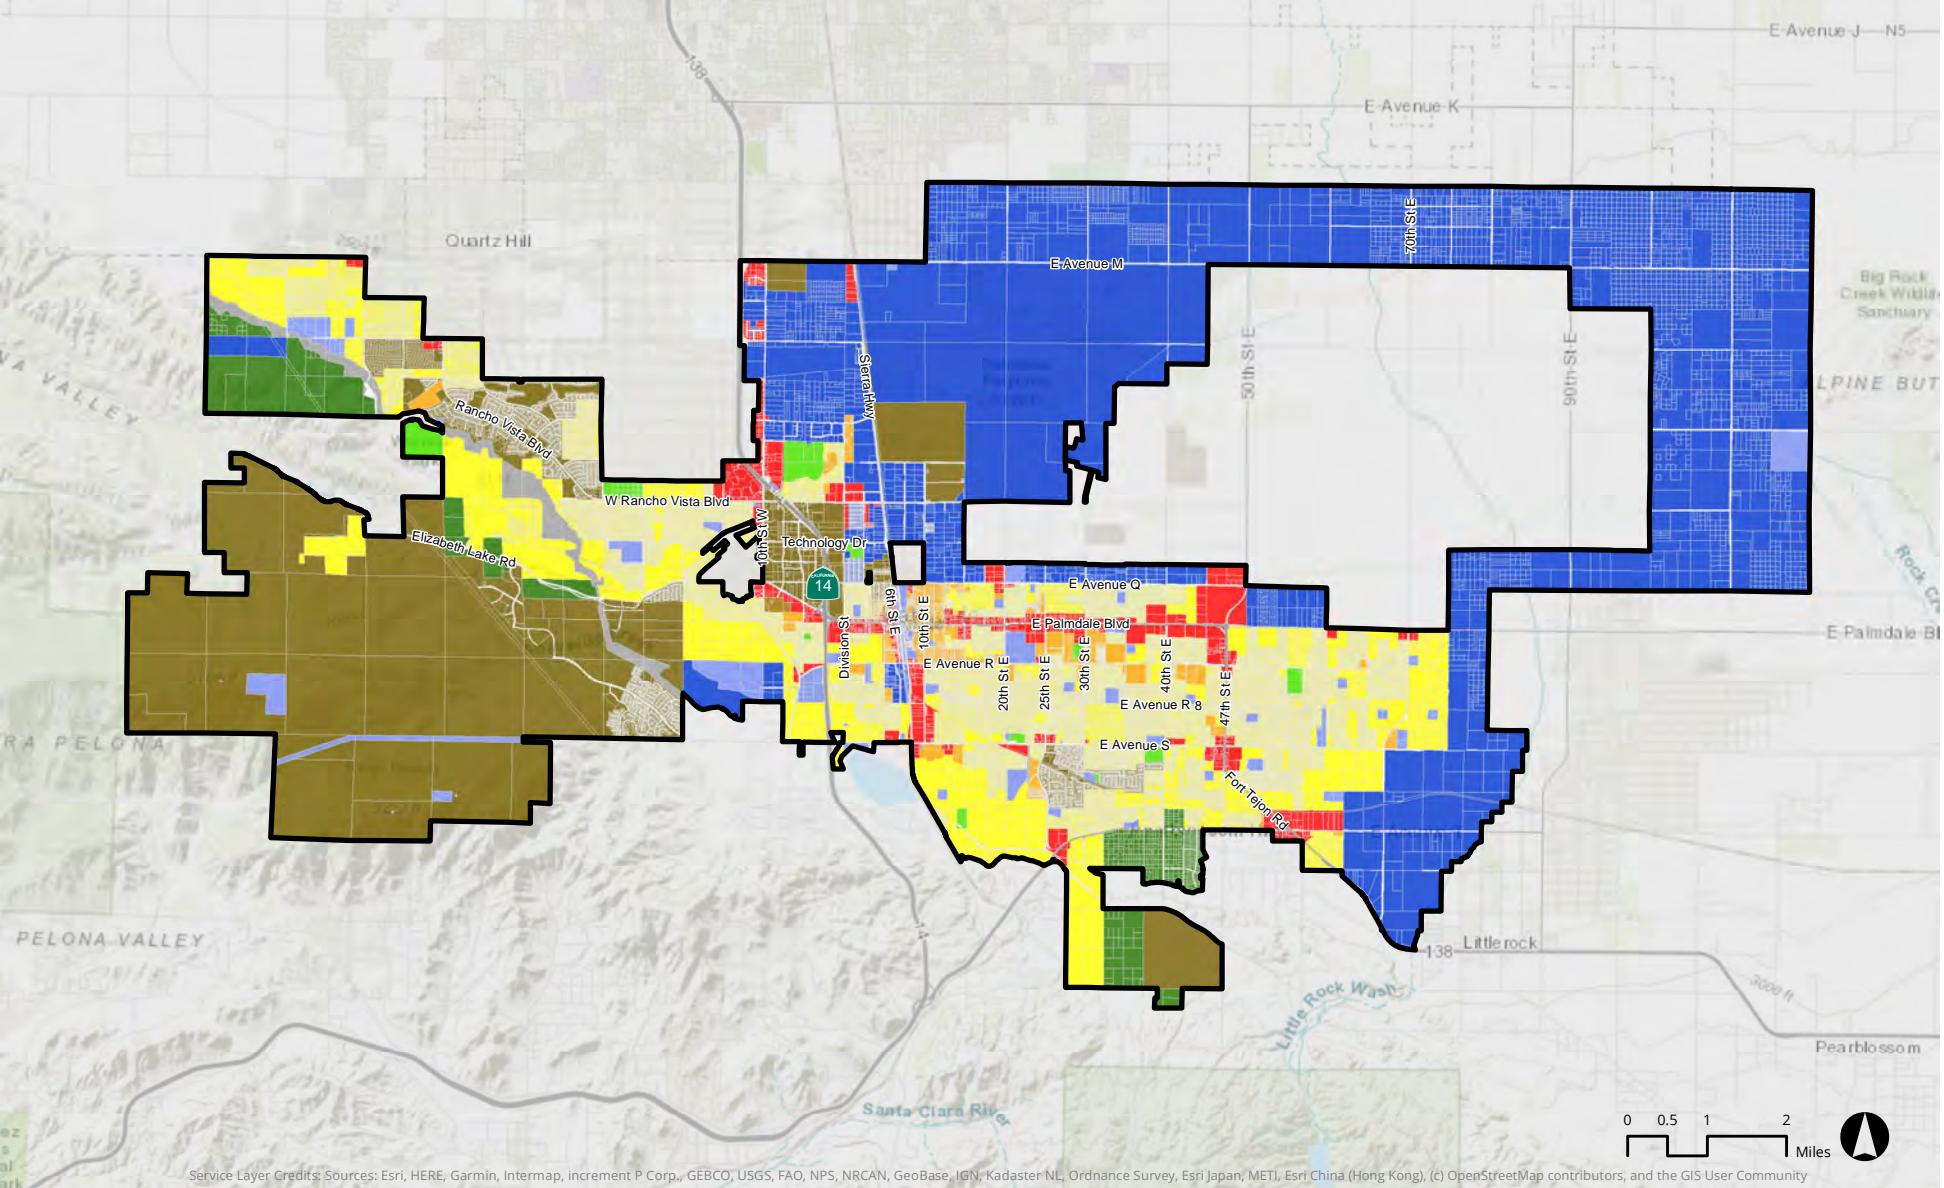 E Avenue J
N5
138
E Avenue K
70th St E
Quartz Hill
E Avenue M
Big Rock
Creek Wildlife
Sanctuary
50th St E
90th St E
Sierra Hwy
Rancho Vista Blvd
W Rancho Vista Blvd
10th St W
Technology Dr
Elizabeth Lake Rd
CALIFORNIA
14
E Avenue Q
6th St E
10th St E
E Palmdale Blvd
Division St
E Avenue R
20th St E
25th St E
30th St E
40th St E
47th St E
E Avenue R 8
E Avenue S
Fort Tejon Rd
14
PELONA VALLEY
138
Littlerock
3000 ft
Little Rock Wash
Pearblossom
Santa Clara River
0 0.5 1 2
Miles
Service Layer Credits: Sources: Esri, HERE, Garmin, Intermap, increment P Corp., GEBCO, USGS, FAO, NPS, NRCAN, GeoBase, IGN, Kadaster NL, Ordnance Survey, Esri Japan, METI, Esri China (Hong Kong), (c) OpenStreetMap contributors, and the GIS User Community